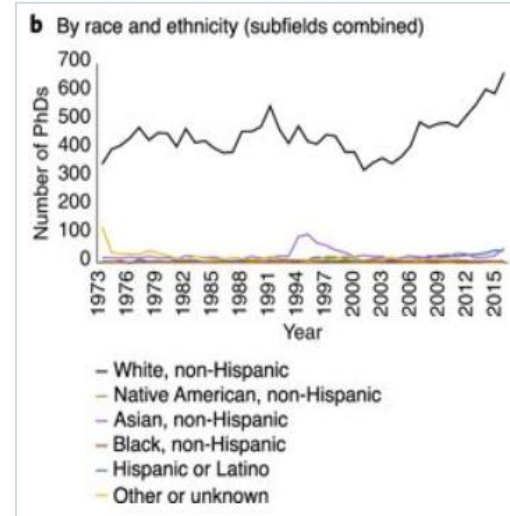 b By race and ethnicity (subfields combined)
700
600
500
400
300
200
100
0
Number of PhDs
1973
1976
1979
1982
1985
1988
1991
1994
1997
2000
2003
2006
2009
2012
2015
Year
White, non-Hispanic
Native American, non-Hispanic
Asian, non-Hispanic
Black, non-Hispanic
Hispanic or Latino
Other or unknown